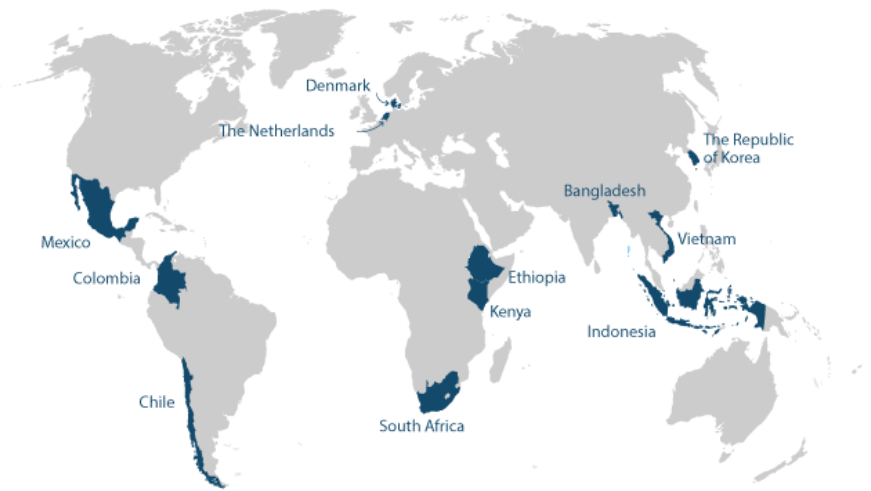 Denmark
The Netherlands
The Republic
of Korea
Bangladesh
Mexico
Vietnam
Colombia
Ethiopia
Kenya
Indonesia
Chile
South Africa